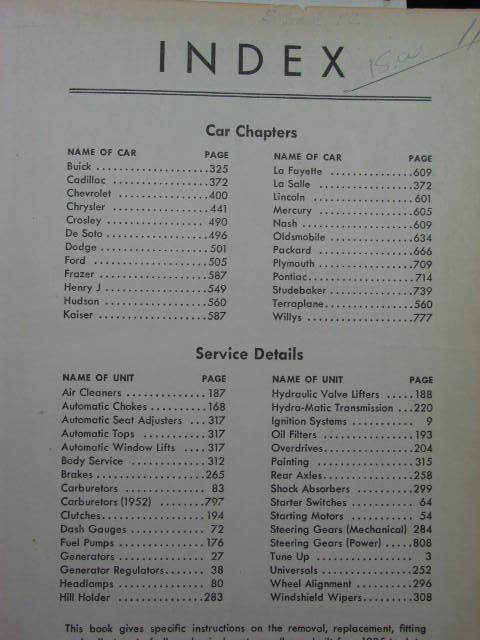 INDEX
Car Chapters
NAME OF CAR PAGE
Buick ....................325
Cadillac .................372
Chevrolet ................400
Chrysler .................441
Crosley ..................490
De Soto ..................496
Dodge ....................501
Ford .....................505
Frazer ...................587
Henry J ..................549
Hudson ...................560
Kaiser ...................587
NAME OF CAR PAGE
La Fayette ...............609
La Salle .................372
Lincoln ..................601
Mercury ..................605
Nash .....................609
Oldsmobile ...............634
Packard ..................666
Plymouth .................709
Pontiac..................714
Studebaker ...............739
Terraplane...............560
Willys ...................777
Service Details
NAME OF UNIT PAGE
Air Cleaners ..............187
Automatic Chokes ..........168
Automatic Seat Adjusters ...317
Automatic Tops ............317
Automatic Window Lifts ....317
Body Service ..............312
Brakes....................265
Carburetors ............... 83
Carburetors (1952) ........797
Clutches..................194
Dash Gauges ............... 72
Fuel Pumps ................176
Generators ................ 27
Generator Regulators....... 38
Headlamps ................. 80
Hill Holder ...............283
NAME OF UNIT PAGE
Hydraulic Valve Lifters .....188
Hydra-Matic Transmission ...220
Ignition Systems .......... 9
Oil Filters ...............193
Overdrives................204
Painting ..................315
Rear Axles................258
Shock Absorbers ...........299
Starter Switches .......... 64
Starting Motors ........... 54
Steering Gears (Mechanical) 284
Steering Gears (Power) .....808
Tune Up ................... 3
Universals ................252
Wheel Alignment ...........296
Windshield Wipers..........308
This book gives specific instructions on the removal, replacement, fitting